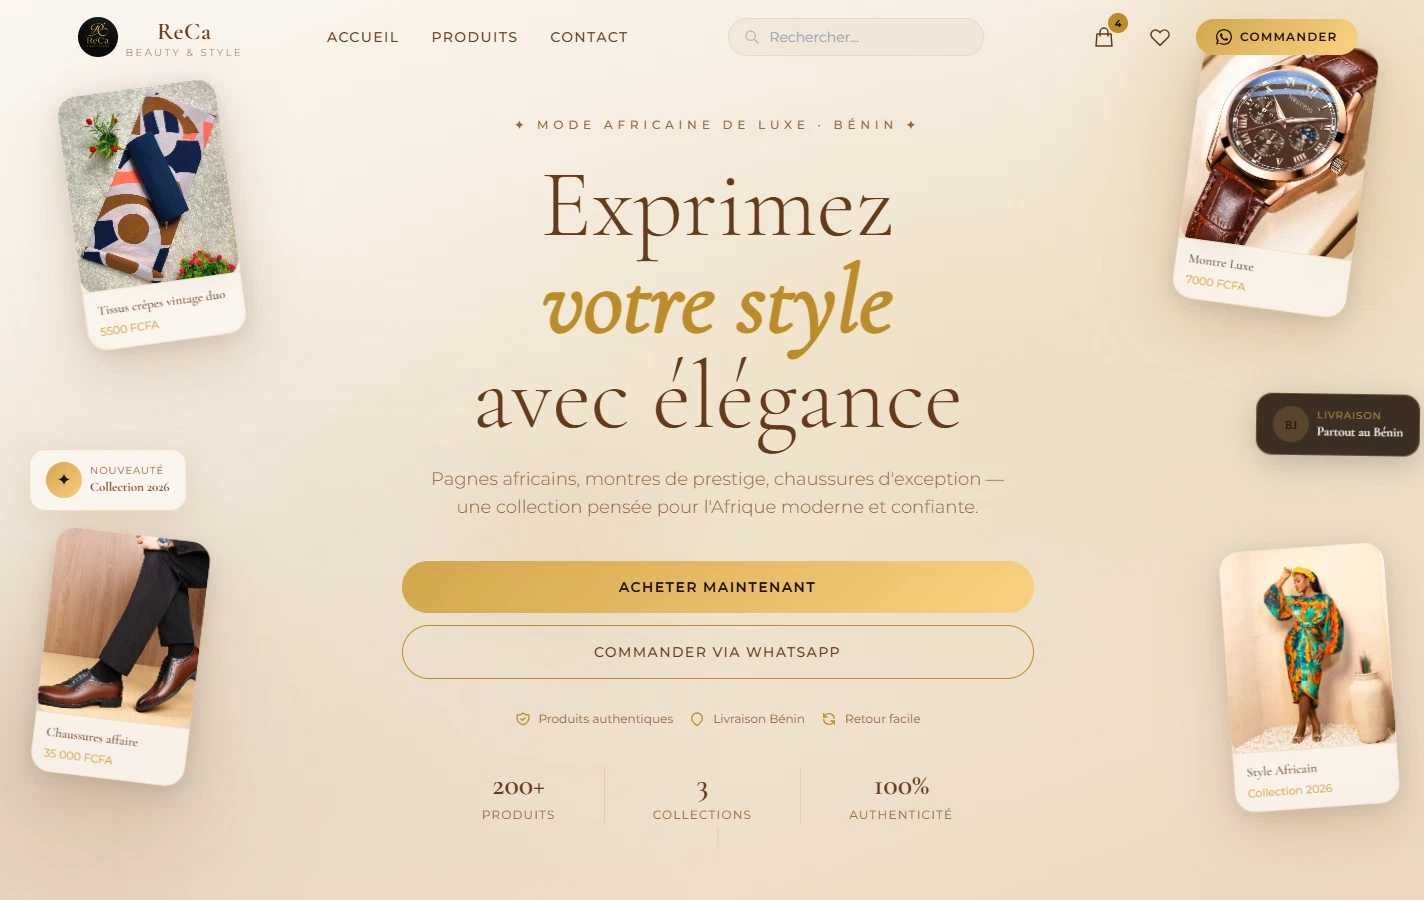 ReCa
BEAUTY & STYLE
ACCUEIL
PRODUITS
CONTACT
Rechercher...
4
COMMANDER
✦ MODE AFRICAINE DE LUXE · BÉNIN ✦
Exprimez
votre style
avec élégance
Pagnes africains, montres de prestige, chaussures d'exception —
une collection pensée pour l'Afrique moderne et confiante.
ACHETER MAINTENANT
COMMANDER VIA WHATSAPP
Produits authentiques
Livraison Bénin
Retour facile
200+
PRODUITS
3
COLLECTIONS
100%
AUTHENTICITÉ
Tissus crêpes vintage duo
5500 FCFA
✦
NOUVEAUTÉ
Collection 2026
Chaussures affaire
35 000 FCFA
Montre Luxe
7000 FCFA
BJ
LIVRAISON
Partout au Bénin
Style Africain
Collection 2026